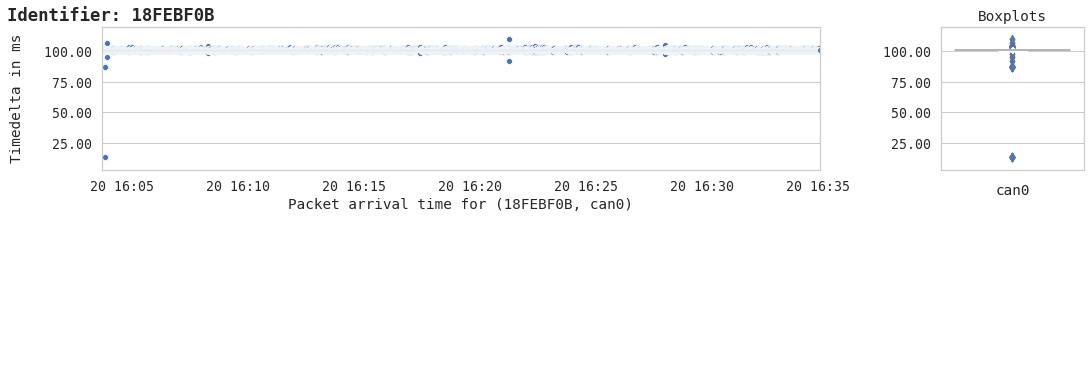 Identifier: 18FEBF0B
Boxplots
Timedelta in ms
100.00
75.00
50.00
25.00
100.00
75.00
50.00
25.00
20 16:05 20 16:10 20 16:15 20 16:20 20 16:25 20 16:30 20 16:35
Packet arrival time for (18FEBF0B, can0)
can0